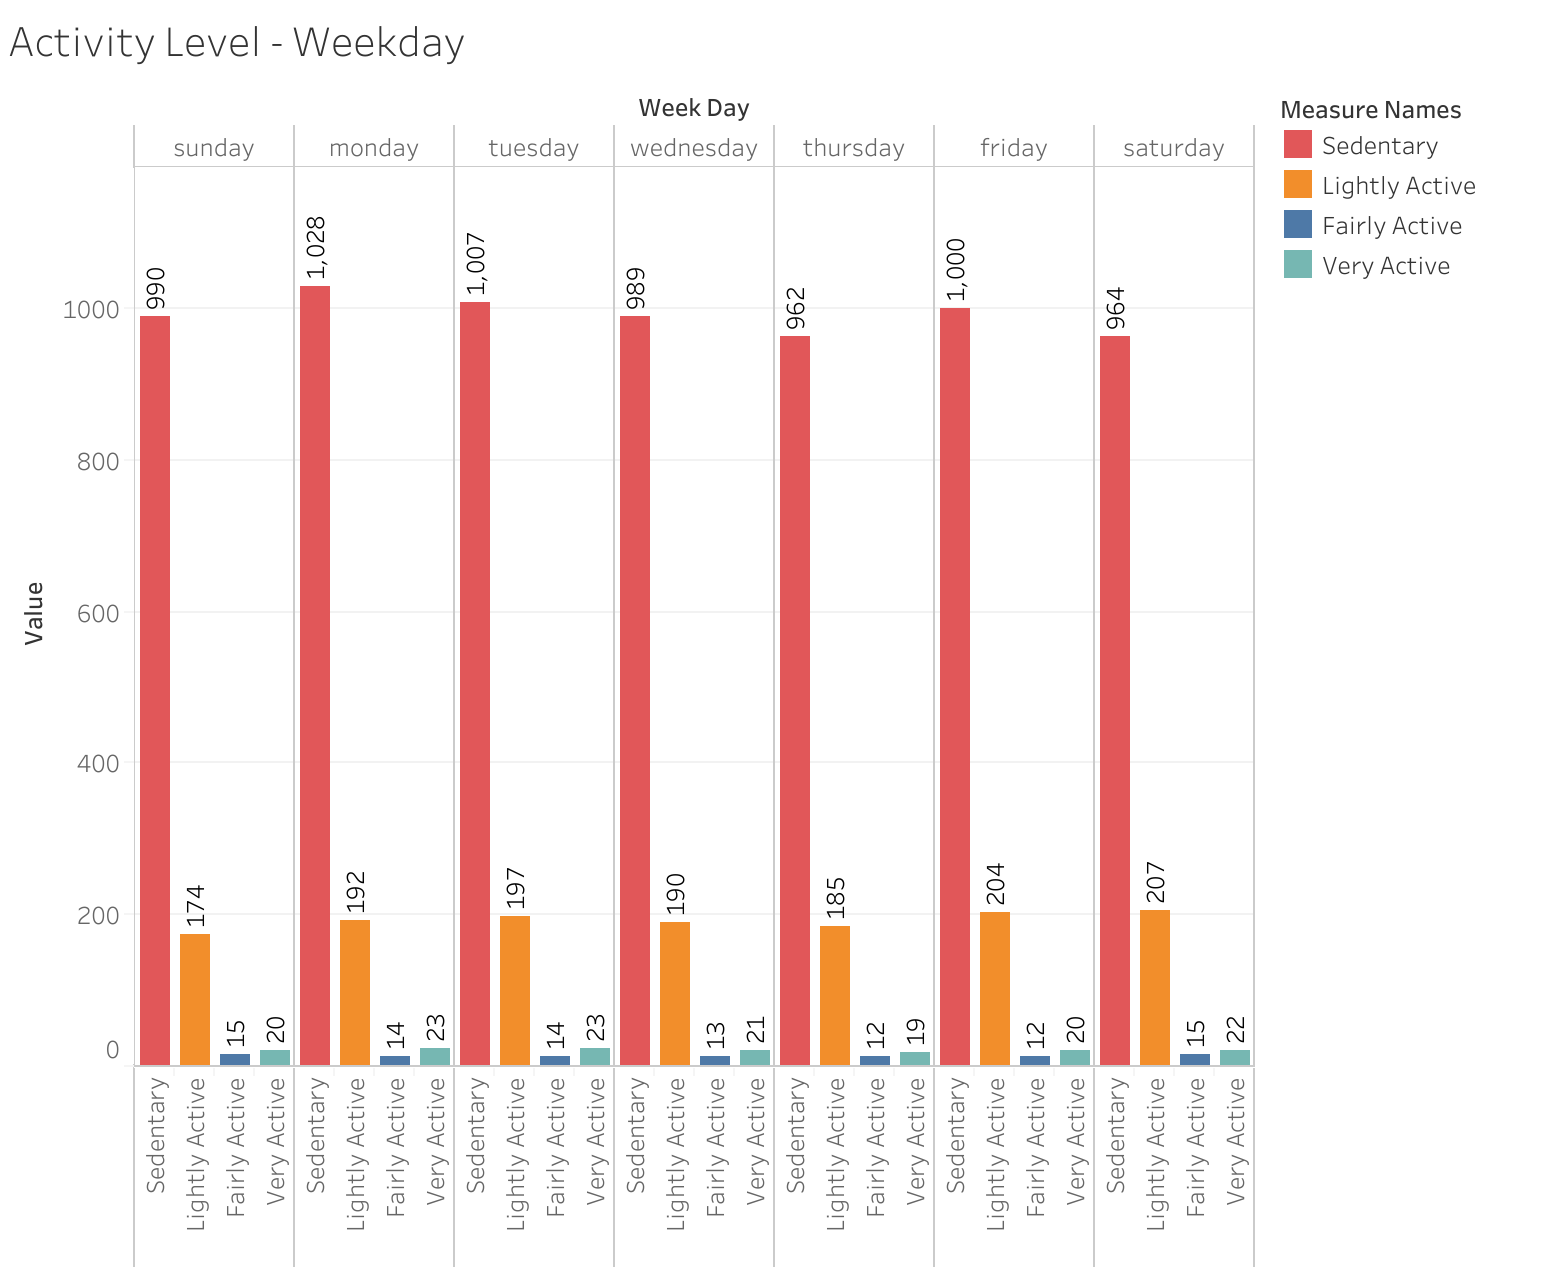 Activity Level - Weekday
Week Day
sunday monday tuesday wednesday thursday friday saturday
Measure Names
Sedentary
Lightly Active
Fairly Active
Very Active
Value
1000
800
600
400
200
0
990 174 15 20
1,028 192 14 23
1,007 197 14 23
989 190 13 21
962 185 12 19
1,000 204 12 20
964 207 15 22
Sedentary Lightly Active Fairly Active Very Active
Sedentary Lightly Active Fairly Active Very Active
Sedentary Lightly Active Fairly Active Very Active
Sedentary Lightly Active Fairly Active Very Active
Sedentary Lightly Active Fairly Active Very Active
Sedentary Lightly Active Fairly Active Very Active
Sedentary Lightly Active Fairly Active Very Active